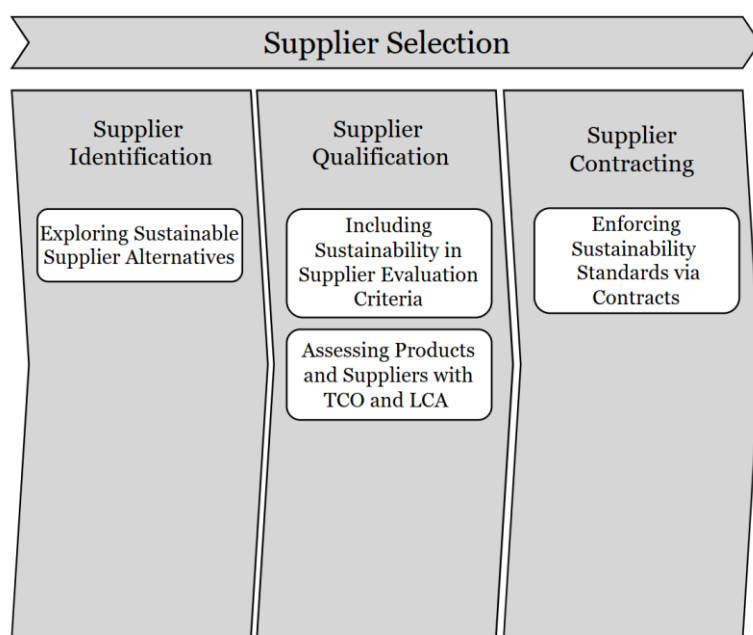 Supplier Selection
Supplier
Identification
Exploring Sustainable
Supplier Alternatives
Supplier
Qualification
Including
Sustainability in
Supplier Evaluation
Criteria
Assessing Products
and Suppliers with
TCO and LCA
Supplier
Contracting
Enforcing
Sustainability
Standards via
Contracts